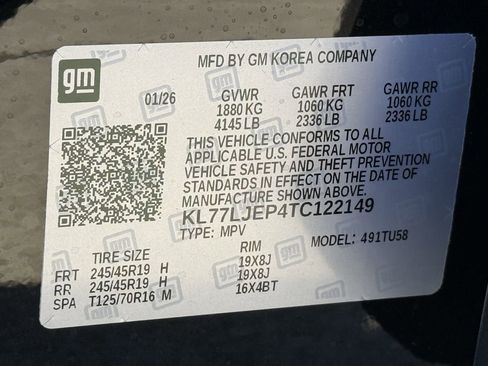 gm
MFD BY GM KOREA COMPANY
01/26 GVWR GAWR FRT GAWR RR
1880 KG 1060 KG 1060 KG
4145 LB 2336 LB 2336 LB
THIS VEHICLE CONFORMS TO ALL
APPLICABLE U.S. FEDERAL MOTOR
VEHICLE SAFETY AND THEFT PREVENTION
STANDARDS IN EFFECT ON THE DATE OF
MANUFACTURE SHOWN ABOVE.
KL77LJEP4TC122149
TYPE: MPV MODEL: 491TU58
TIRE SIZE RIM
FRT 245/45R19 H 19X8J
RR 245/45R19 H 19X8J
SPA T125/70R16 M 16X4BT